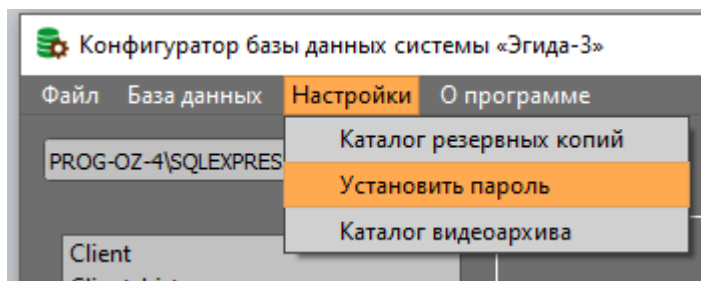 Конфигуратор базы данных системы «Эгида-3»
Файл База данных Настройки О программе
Каталог резервных копий
PROG-OZ-4\SQLEXPRES
Установить пароль
Каталог видеоархива
Client